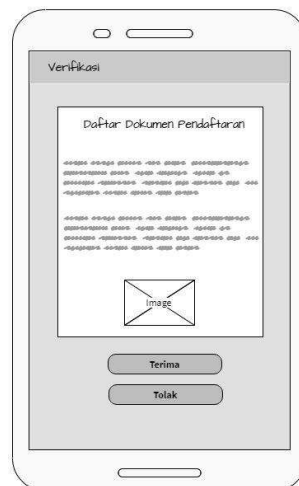 Verifikasi
Daftar Dokumen Pendaftaran
Image
Terima
Tolak